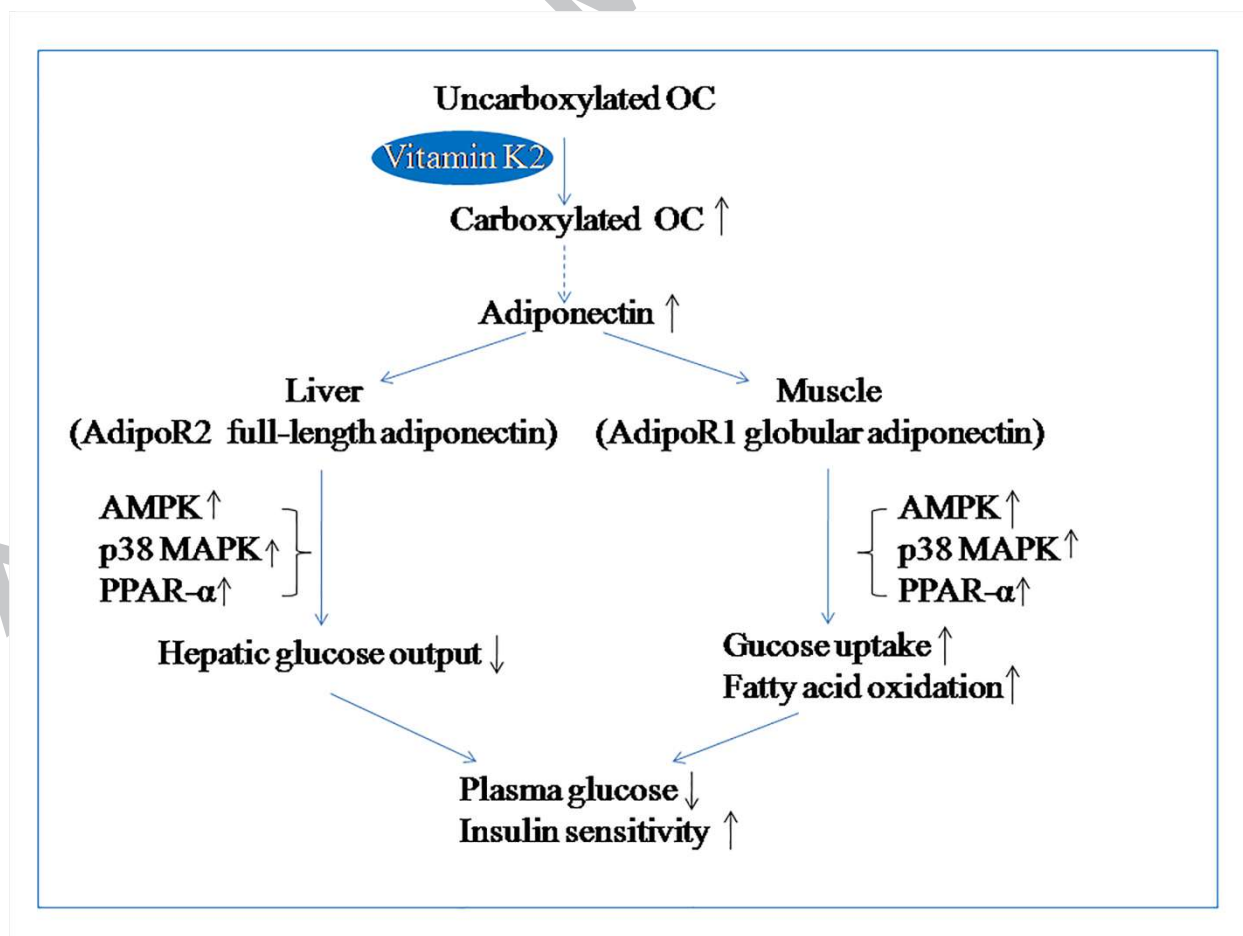 Uncarboxylated OC
Vitamin K2
Carboxylated OC ↑
Adiponectin ↑
Liver
(AdipoR2 full-length adiponectin)
Muscle
(AdipoR1 globular adiponectin)
AMPK↑
p38 MAPK↑
PPAR-α↑
AMPK↑
p38 MAPK↑
PPAR-α↑
Hepatic glucose output↓
Gucose uptake↑
Fatty acid oxidation↑
Plasma glucose↓
Insulin sensitivity ↑